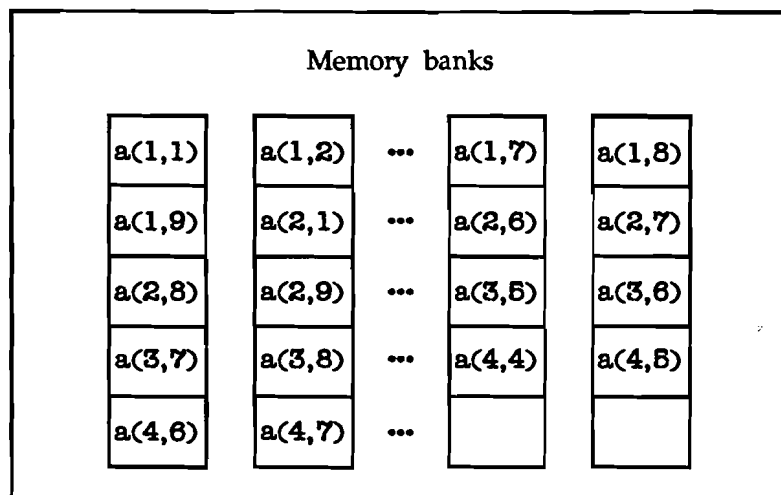 Memory banks
a(1,1) a(1,2) ••• a(1,7) a(1,8)
a(1,9) a(2,1) ••• a(2,6) a(2,7)
a(2,8) a(2,9) ••• a(3,5) a(3,6)
a(3,7) a(3,8) ••• a(4,4) a(4,5)
a(4,6) a(4,7) •••